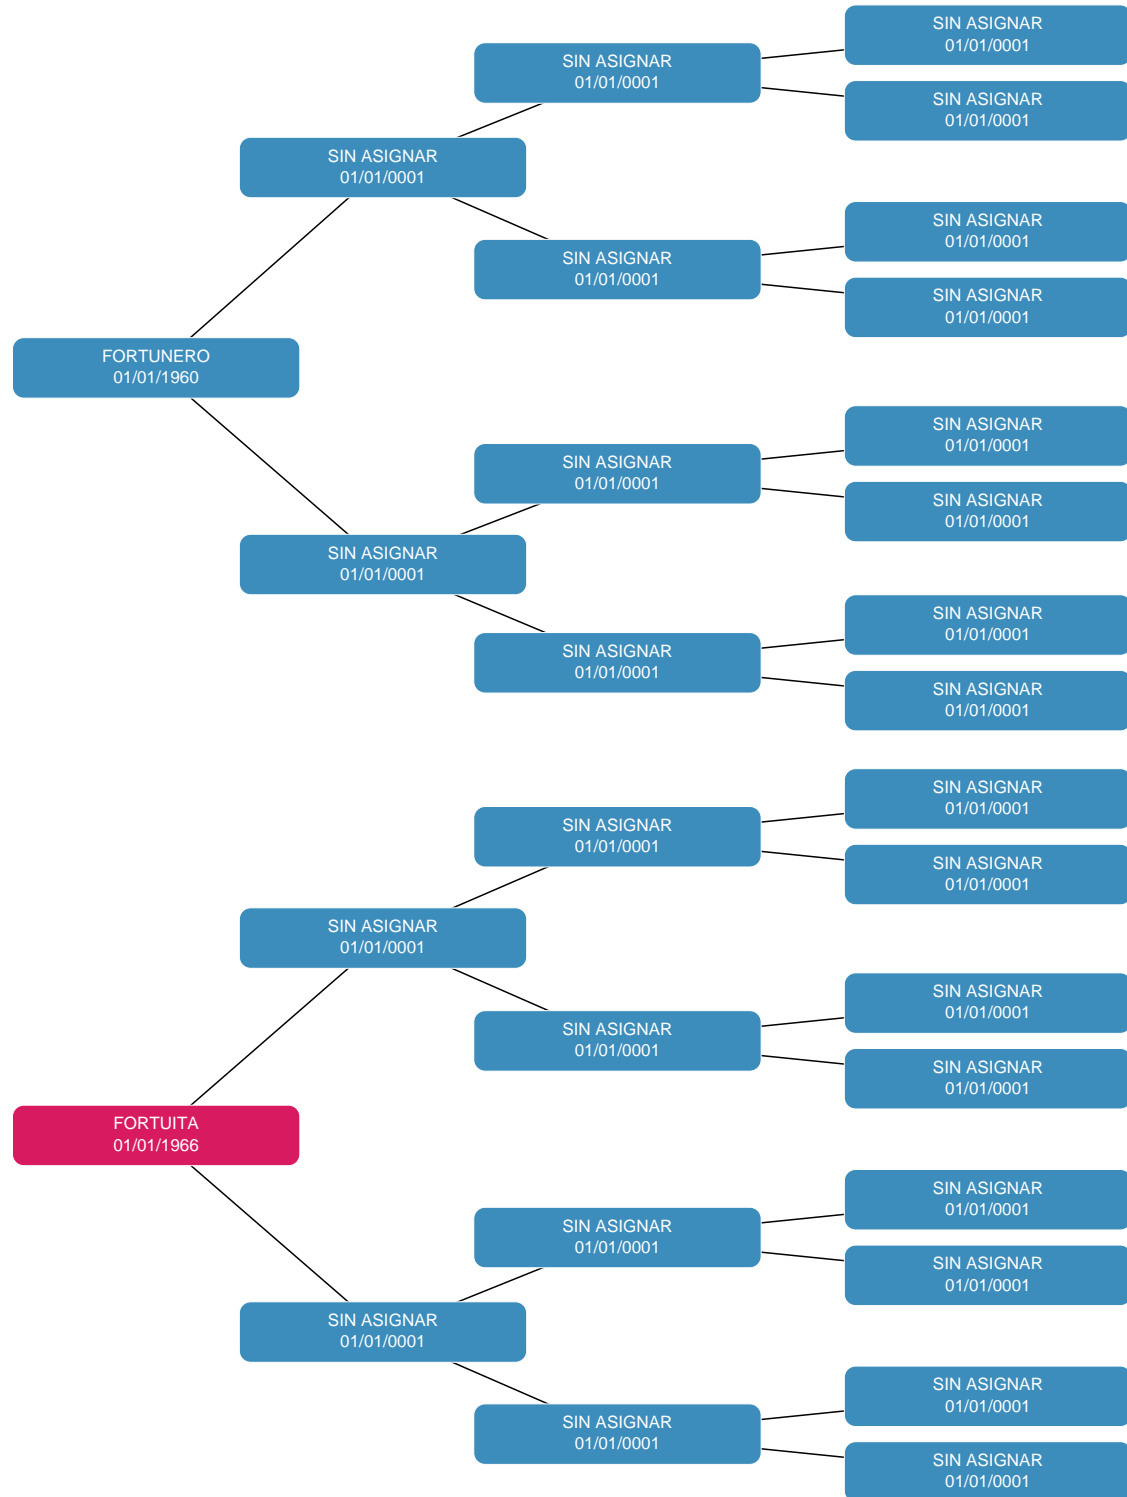 SIN ASIGNAR
01/01/0001
SIN ASIGNAR
01/01/0001
SIN ASIGNAR
01/01/0001
SIN ASIGNAR
01/01/0001
SIN ASIGNAR
01/01/0001
SIN ASIGNAR
01/01/0001
SIN ASIGNAR
01/01/0001
FORTUNERO
01/01/1960
SIN ASIGNAR
01/01/0001
SIN ASIGNAR
01/01/0001
SIN ASIGNAR
01/01/0001
SIN ASIGNAR
01/01/0001
SIN ASIGNAR
01/01/0001
SIN ASIGNAR
01/01/0001
SIN ASIGNAR
01/01/0001
SIN ASIGNAR
01/01/0001
SIN ASIGNAR
01/01/0001
SIN ASIGNAR
01/01/0001
SIN ASIGNAR
01/01/0001
SIN ASIGNAR
01/01/0001
SIN ASIGNAR
01/01/0001
SIN ASIGNAR
01/01/0001
FORTUITA
01/01/1966
SIN ASIGNAR
01/01/0001
SIN ASIGNAR
01/01/0001
SIN ASIGNAR
01/01/0001
SIN ASIGNAR
01/01/0001
SIN ASIGNAR
01/01/0001
SIN ASIGNAR
01/01/0001
SIN ASIGNAR
01/01/0001